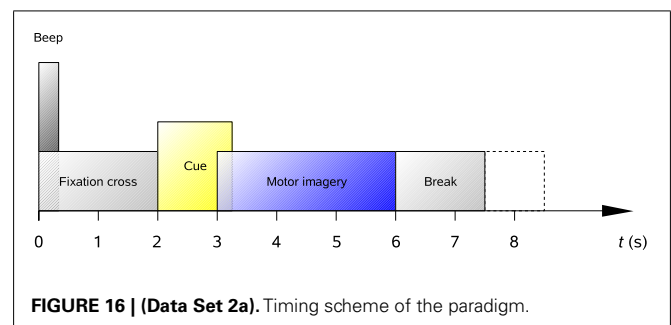 Beep
Cue
Fixation cross
Motor imagery
Break
0 1 2 3 4 5 6 7 8 t (s)
FIGURE 16 | (Data Set 2a). Timing scheme of the paradigm.